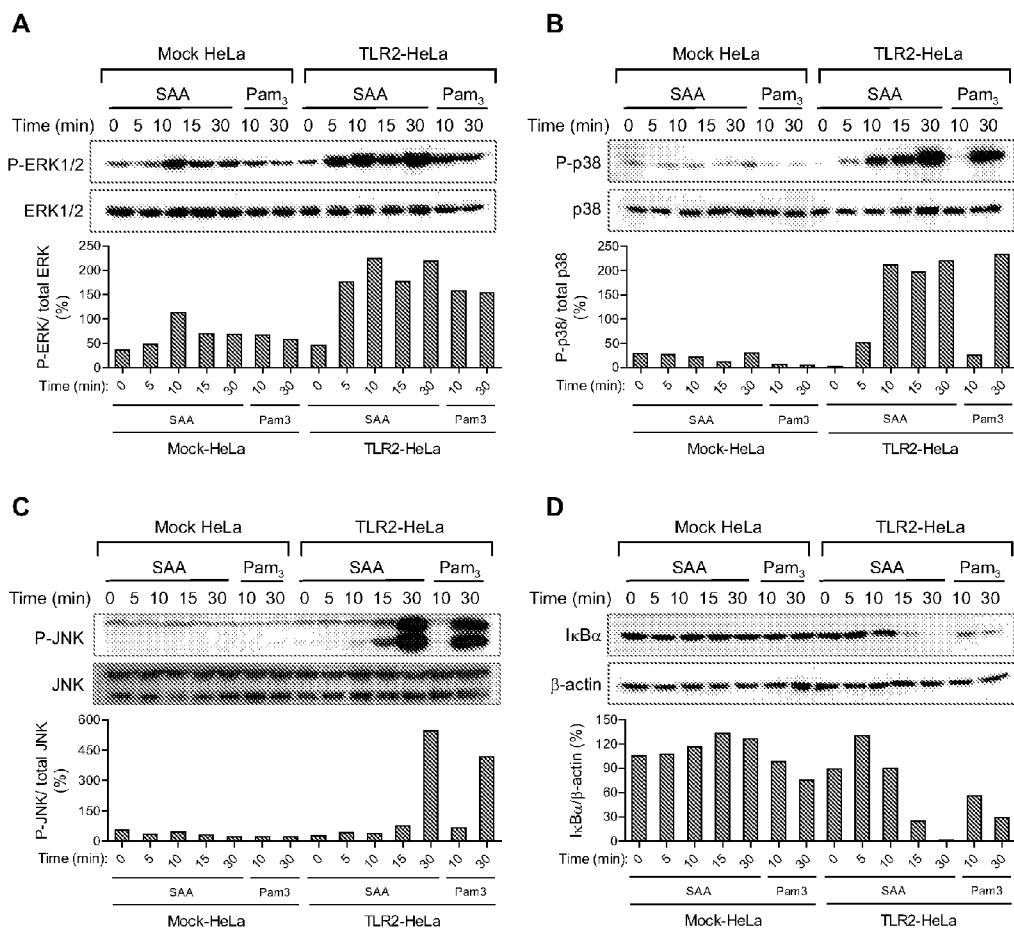 A
Mock HeLa TLR2-HeLa
SAA Pam3 SAA Pam3
Time (min) 0 5 10 15 30 10 30 0 5 10 15 30 10 30
P-ERK1/2
ERK1/2
P-ERK/ total ERK
(%)
250
200
150
100
50
0
Time (min): 0 5 10 15 30 10 30 0 5 10 15 30 10 30
SAA Pam3 SAA Pam3
Mock-HeLa TLR2-HeLa
B
Mock HeLa TLR2-HeLa
SAA Pam3 SAA Pam3
Time (min) 0 5 10 15 30 10 30 0 5 10 15 30 10 30
P-p38
p38
P-p38/ total p38
(%)
250
200
150
100
50
0
Time (min): 0 5 10 15 30 10 30 0 5 10 15 30 10 30
SAA Pam3 SAA Pam3
Mock-HeLa TLR2-HeLa
C
Mock HeLa TLR2-HeLa
SAA Pam3 SAA Pam3
Time (min) 0 5 10 15 30 10 30 0 5 10 15 30 10 30
P-JNK
JNK
P-JNK/ total JNK
(%)
600
450
300
150
0
Time (min): 0 5 10 15 30 10 30 0 5 10 15 30 10 30
SAA Pam3 SAA Pam3
Mock-HeLa TLR2-HeLa
D
Mock HeLa TLR2-HeLa
SAA Pam3 SAA Pam3
Time (min) 0 5 10 15 30 10 30 0 5 10 15 30 10 30
IκBα
β-actin
IκBα/β-actin (%)
150
120
90
60
30
0
Time (min): 0 5 10 15 30 10 30 0 5 10 15 30 10 30
SAA Pam3 SAA Pam3
Mock-HeLa TLR2-HeLa